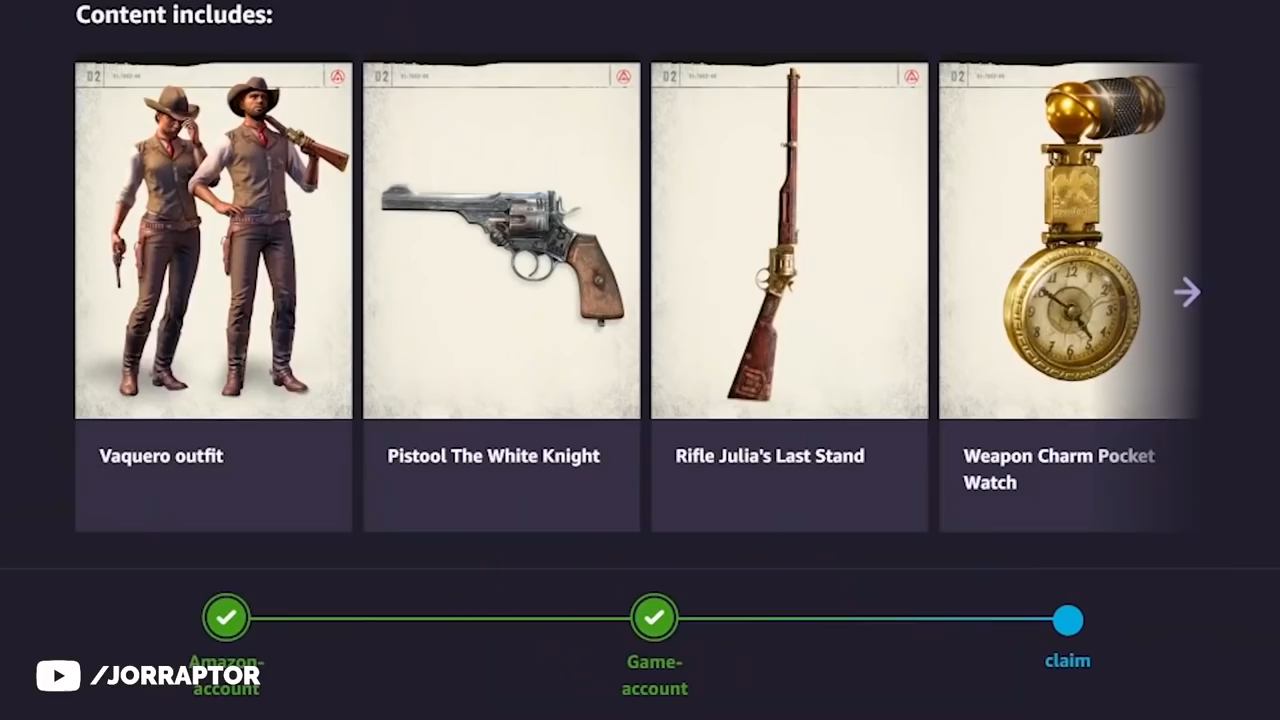 Content includes:
02
02
02
02
Vaquero outfit
Pistool The White Knight
Rifle Julia's Last Stand
Weapon Charm Pocket
Watch
Amazon-
account
Game-
account
claim
/JORRAPTOR